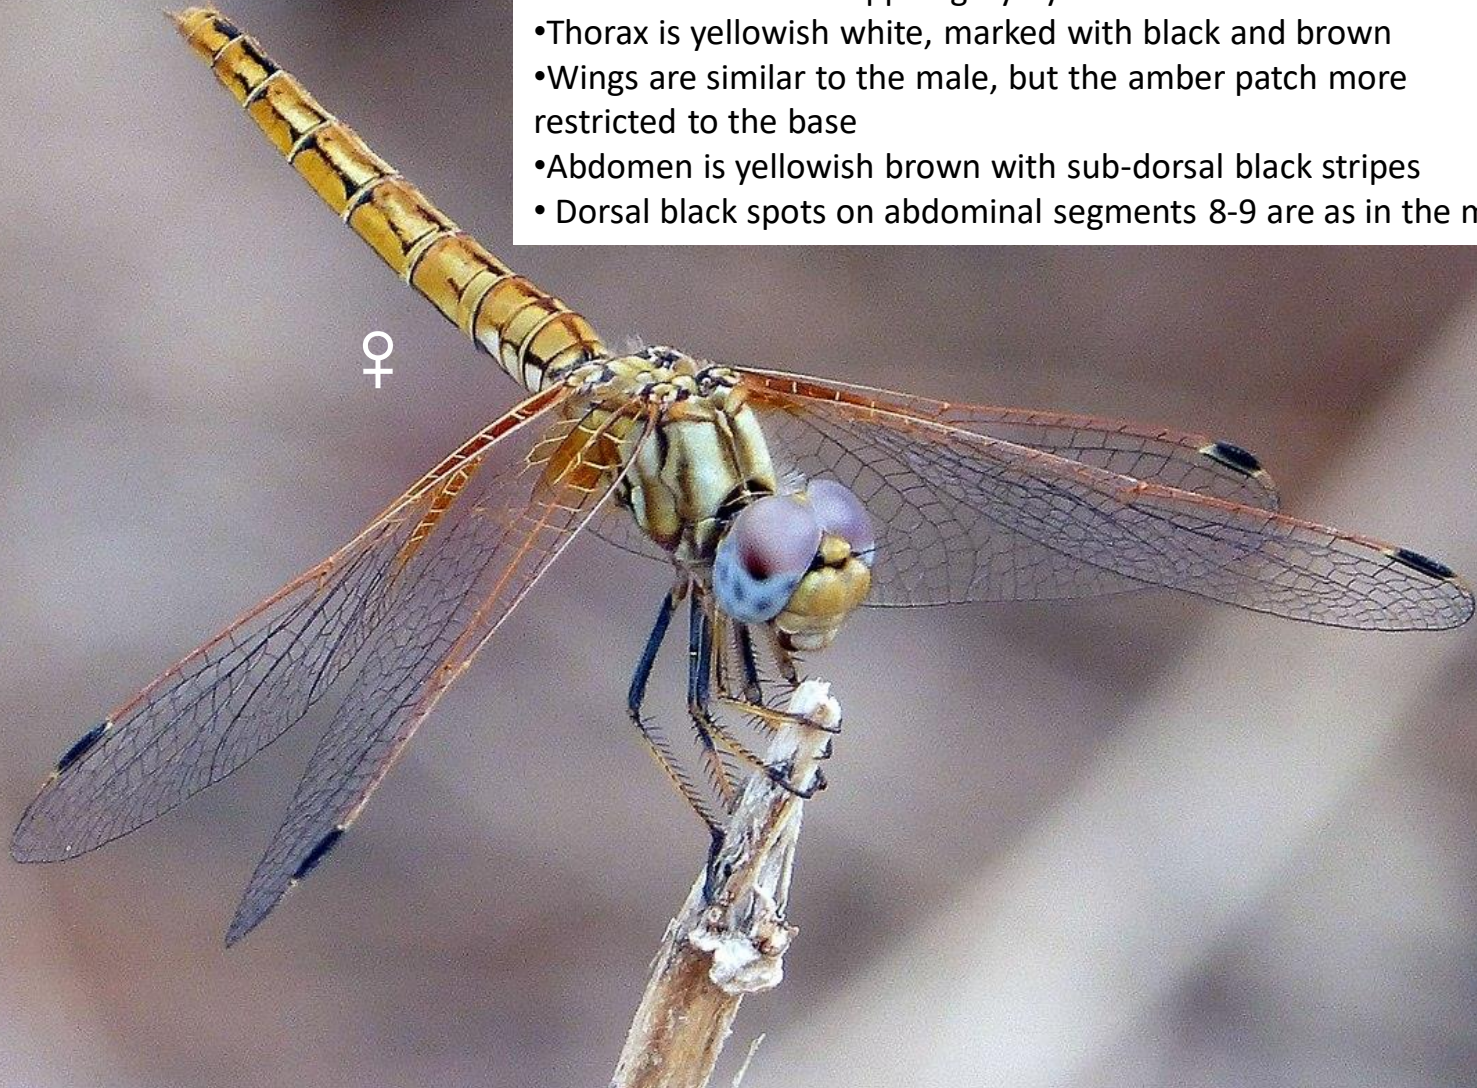 •Thorax is yellowish white, marked with black and brown
•Wings are similar to the male, but the amber patch more
restricted to the base
•Abdomen is yellowish brown with sub-dorsal black stripes
• Dorsal black spots on abdominal segments 8-9 are as in the
♀